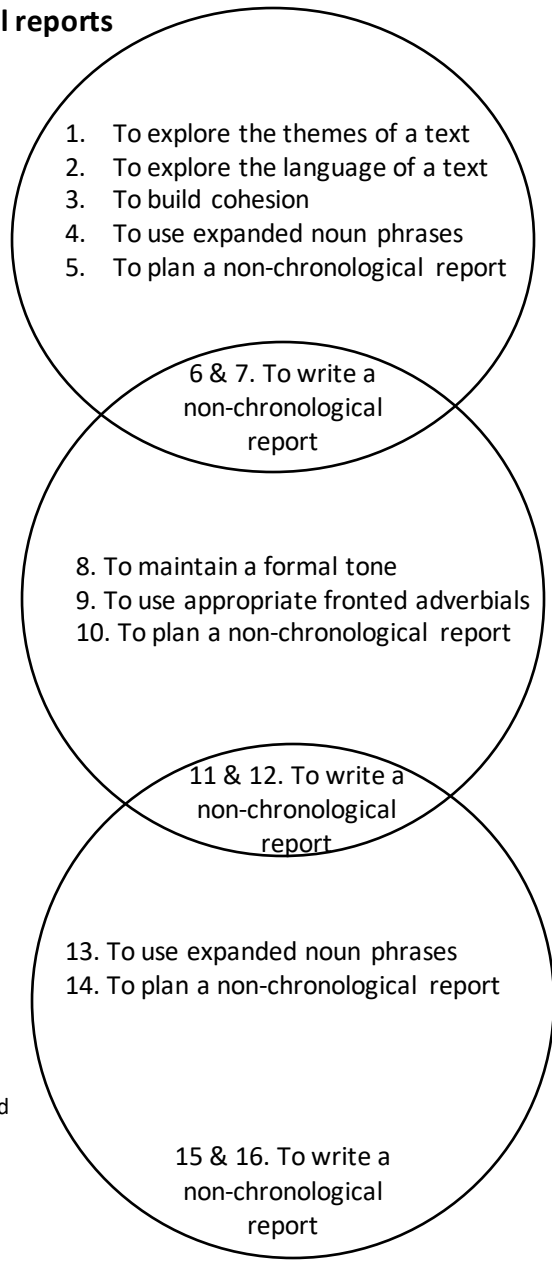 l reports
1. To explore the themes of a text
2. To explore the language of a text
3. To build cohesion
4. To use expanded noun phrases
5. To plan a non-chronological report
6 & 7. To write a
non-chronological
report
8. To maintain a formal tone
9. To use appropriate fronted adverbials
10. To plan a non-chronological report
11 & 12. To write a
non-chronological
report
13. To use expanded noun phrases
14. To plan a non-chronological report
d
15 & 16. To write a
non-chronological
report